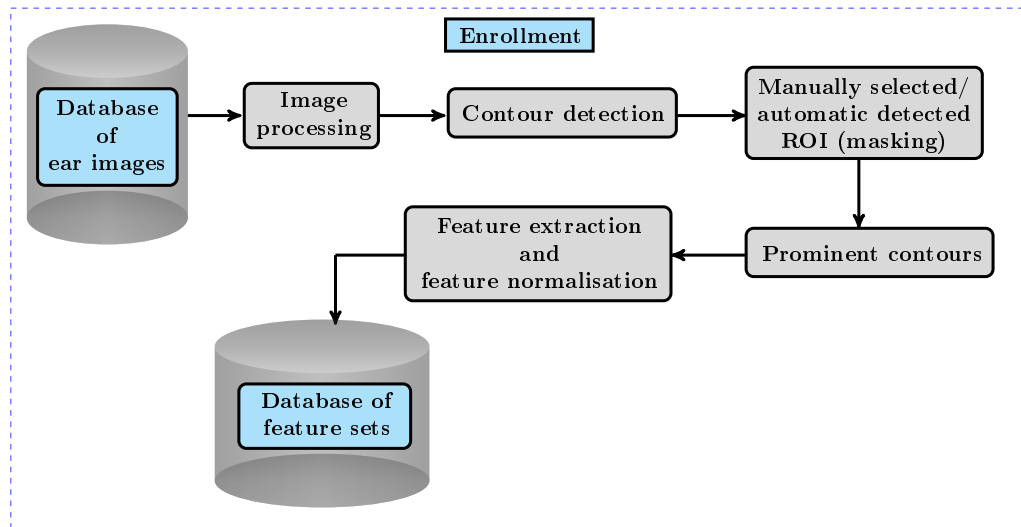 Enrollment
Database
of
ear images
Image
processing
Contour detection
Manually selected/
automatic detected
ROI (masking)
Prominent contours
Feature extraction
and
feature normalisation
Database of
feature sets